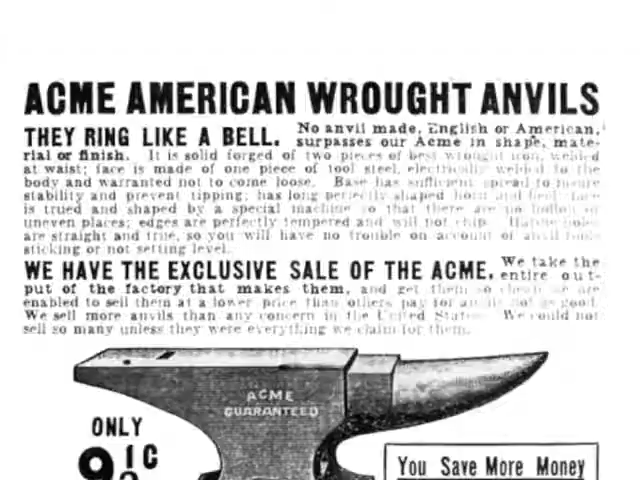 ACME AMERICAN WROUGHT ANVILS
THEY RING LIKE A BELL. No anvil made, English or American,
surpasses our Acme in shape, mate-
rial or finish. It is solid forged of two pieces of best wrought iron, welded
at waist; face is made of one piece of tool steel, electrically welded to the
body and warranted not to come loose. Base has sufficient spread to insure
stability and prevent tipping; has long perfectly shaped horn and heel; face
is trued and shaped by a special machine so that there are no hollow or
uneven places; edges are perfectly tempered and will not chip. Hardie holes
are straight and true, so you will have no trouble on account of anvil tools
sticking or not setting level.
WE HAVE THE EXCLUSIVE SALE OF THE ACME. We take the
entire out-
put of the factory that makes them, and get them so cheap we are
enabled to sell them at a lower price than others pay for anvils not as good.
We sell more anvils than any concern in the United States. We could not
sell so many unless they were everything we claim for them.
ACME
GUARANTEED
ONLY
9
C
You Save More Money